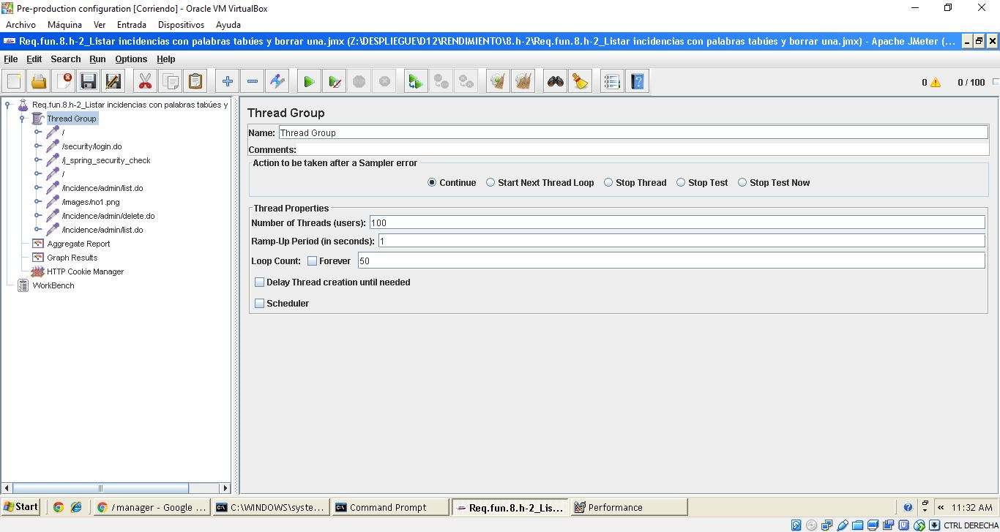 Pre-production configuration [Corriendo] - Oracle VM VirtualBox
Archivo Máquina Ver Entrada Dispositivos Ayuda
Req.fun.8.h-2_Listar incidencias con palabras tabúes y borrar una.jmx (Z:\DESPLIEGUE\D12\RENDIMIENTO\8.h-2\Req.fun.8.h-2_Listar incidencias con palabras tabúes y borrar una.jmx) - Apache JMeter (...
File Edit Search Run Options Help
0 0 / 100
Req.fun.8.h-2_Listar incidencias con palabras tabúes y
Thread Group
/
/security/login.do
/j_spring_security_check
/
/incidence/admin/list.do
/images/no1.png
/incidence/admin/delete.do
/incidence/admin/list.do
Aggregate Report
Graph Results
HTTP Cookie Manager
WorkBench
Thread Group
Name: Thread Group
Comments:
Action to be taken after a Sampler error
Continue Start Next Thread Loop Stop Thread Stop Test Stop Test Now
Thread Properties
Number of Threads (users): 100
Ramp-Up Period (in seconds): 1
Loop Count: Forever 50
Delay Thread creation until needed
Scheduler
Start /manager - Google ... C:\WINDOWS\syste... Command Prompt Req.fun.8.h-2_Lis... Performance « 11:32 AM
CTRL DERECHA